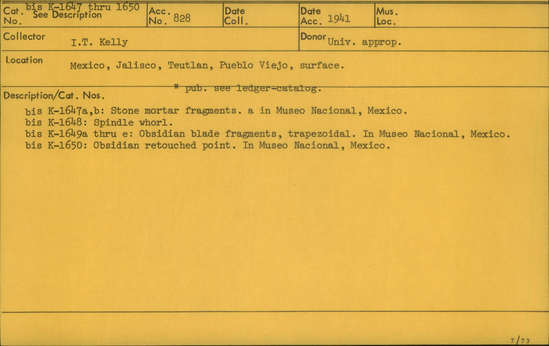 Cat. No. bis K-1647 thru 1650 See Description Acc. No. 828 Date Coll. Date Acc. 1941 Mus. Loc.
Collector I.T. Kelly Donor Univ. approp.
Location Mexico, Jalisco, Teutlan, Pueblo Viejo, surface.
* pub. see ledger-catalog.
Description/Cat. Nos.
bis K-1647a,b: Stone mortar fragments. a in Museo Nacional, Mexico.
bis K-1648: Spindle whorl.
bis K-1649a thru e: Obsidian blade fragments, trapezoidal. In Museo Nacional, Mexico.
bis K-1650: Obsidian retouched point. In Museo Nacional, Mexico.
7/73